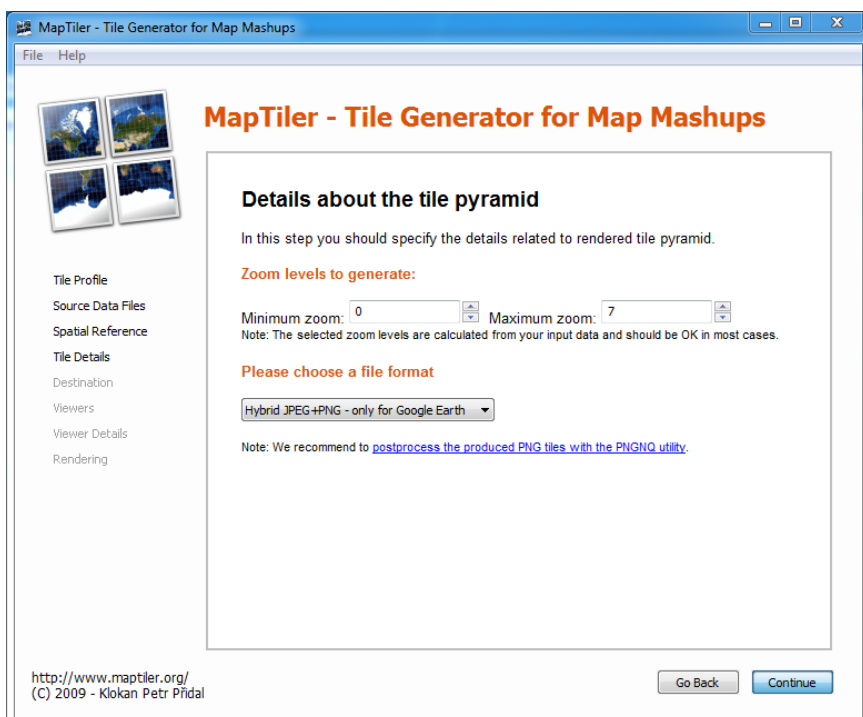 MapTiler - Tile Generator for Map Mashups
File Help
MapTiler - Tile Generator for Map Mashups
Details about the tile pyramid
In this step you should specify the details related to rendered tile pyramid.
Zoom levels to generate:
Minimum zoom: 0 Maximum zoom: 7
Note: The selected zoom levels are calculated from your input data and should be OK in most cases.
Please choose a file format
Hybrid JPEG+PNG - only for Google Earth
Note: We recommend to postprocess the produced PNG tiles with the PNGNQ utility.
Tile Profile
Source Data Files
Spatial Reference
Tile Details
Destination
Viewers
Viewer Details
Rendering
http://www.maptiler.org/
(C) 2009 - Klokan Petr Přidal
Go Back Continue